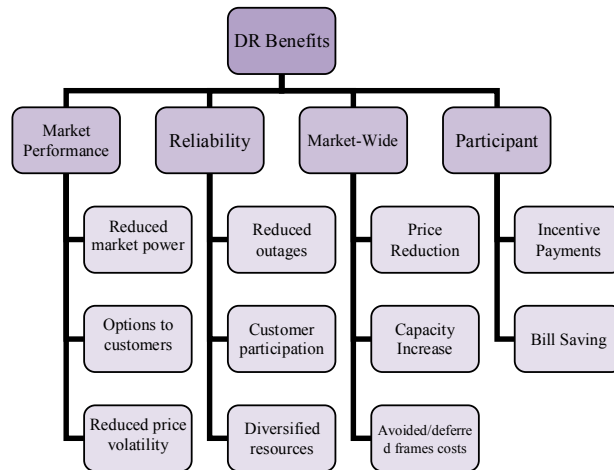 DR Benefits
Market
Performance
Reliability
Market-Wide
Participant
Reduced
market power
Reduced
outages
Price
Reduction
Incentive
Payments
Options to
customers
Customer
participation
Capacity
Increase
Bill Saving
Reduced price
volatility
Diversified
resources
Avoided/deferre
d frames costs